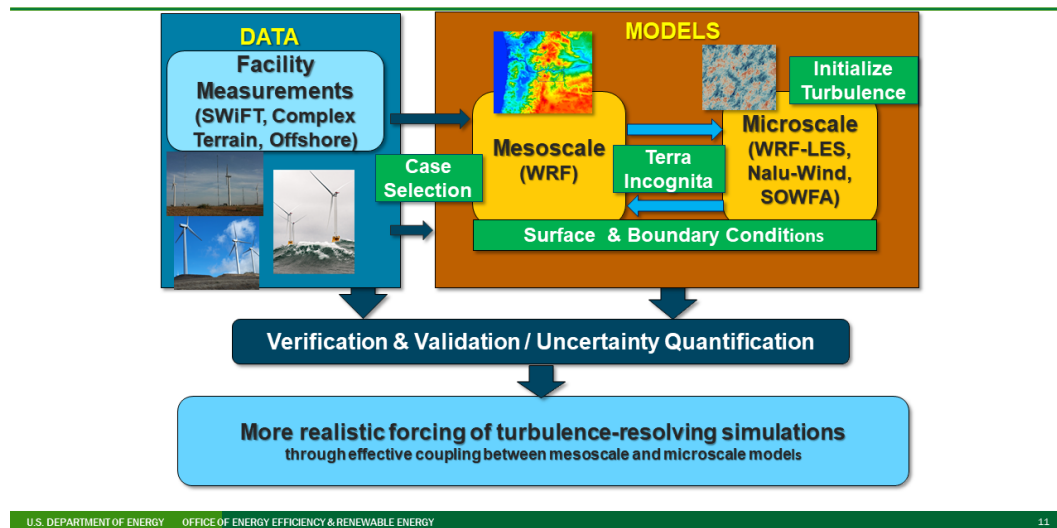 DATA
Facility
Measurements
(SWiFT, Complex
Terrain, Offshore)
Case
Selection
MODELS
Mesoscale
(WRF)
Terra
Incognita
Initialize
Turbulence
Microscale
(WRF-LES,
Nalu-Wind,
SOWFA)
Surface & Boundary Conditions
Verification & Validation / Uncertainty Quantification
More realistic forcing of turbulence-resolving simulations
through effective coupling between mesoscale and microscale models
U.S. DEPARTMENT OF ENERGY OFFICE OF ENERGY EFFICIENCY & RENEWABLE ENERGY 11